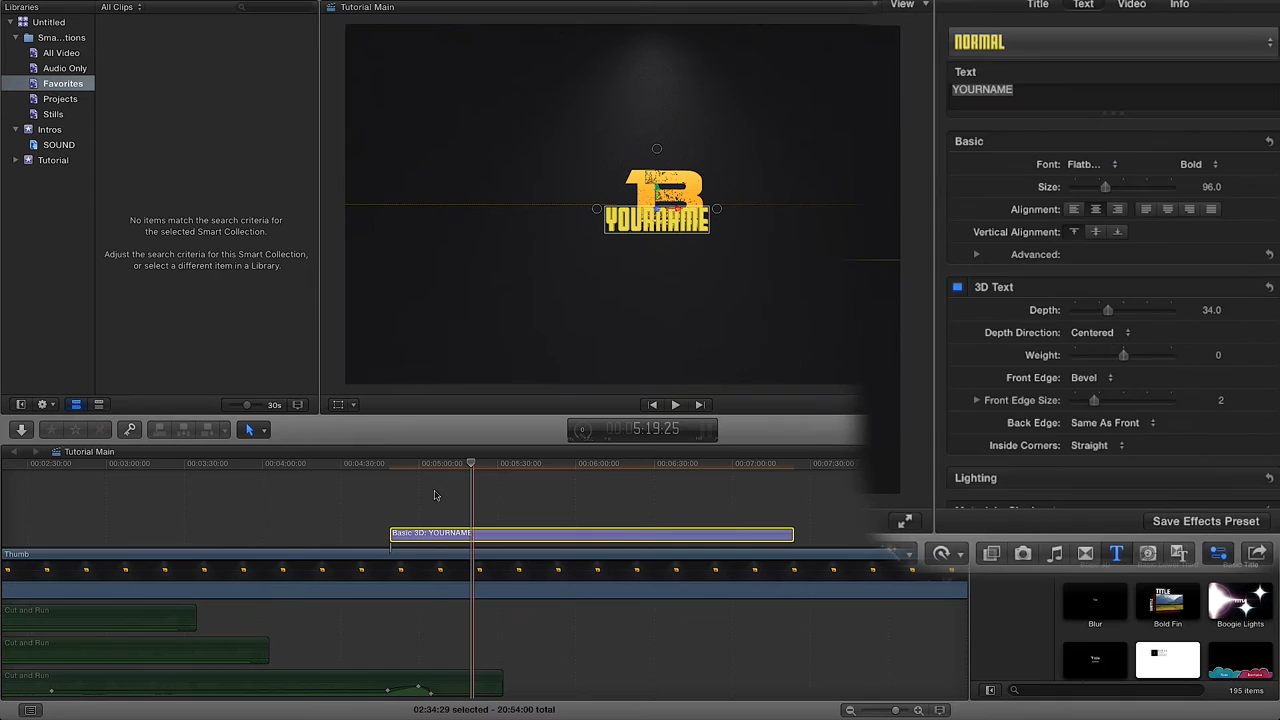 Libraries
Untitled
Sma...tions
All Video
Audio Only
Favorites
Projects
Stills
Intros
SOUND
Tutorial
All Clips
No items match the search criteria for
the selected Smart Collection.
Adjust the search criteria for this Smart Collection,
or select a different item in a Library.
30s
Tutorial Main
View
13
YOURNAME
Title
Text
Video
Info
NORMAL
Text
YOURNAME
Basic
Font: Flatb... Bold
Size: 96.0
Alignment:
Vertical Alignment:
Advanced:
3D Text
Depth: 34.0
Depth Direction: Centered
Weight: 0
Front Edge: Bevel
Front Edge Size: 2
Back Edge: Same As Front
Inside Corners: Straight
Lighting
Save Effects Preset
5:19:25
Tutorial Main
00:02:30:00
00:03:00:00
00:03:30:00
00:04:00:00
00:04:30:00
00:05:00:00
00:05:30:00
00:06:00:00
00:06:30:00
00:07:00:00
00:07:30:00
Basic 3D: YOURNAME
Thumb
Cut and Run
Cut and Run
Cut and Run
Blur
Bold Fin
Boogie Lights
195 items
02:34:29 selected - 20:54:00 total